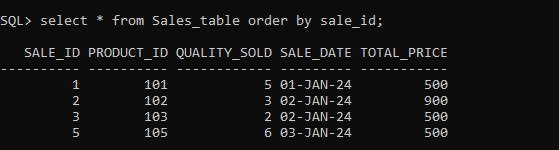 SQL> select * from Sales_table order by sale_id;
SALE_ID PRODUCT_ID QUALITY_SOLD SALE_DATE TOTAL_PRICE
---------- ---------- ------------ --------- -----------
1 101 5 01-JAN-24 500
2 102 3 02-JAN-24 900
3 103 2 02-JAN-24 500
5 105 6 03-JAN-24 500